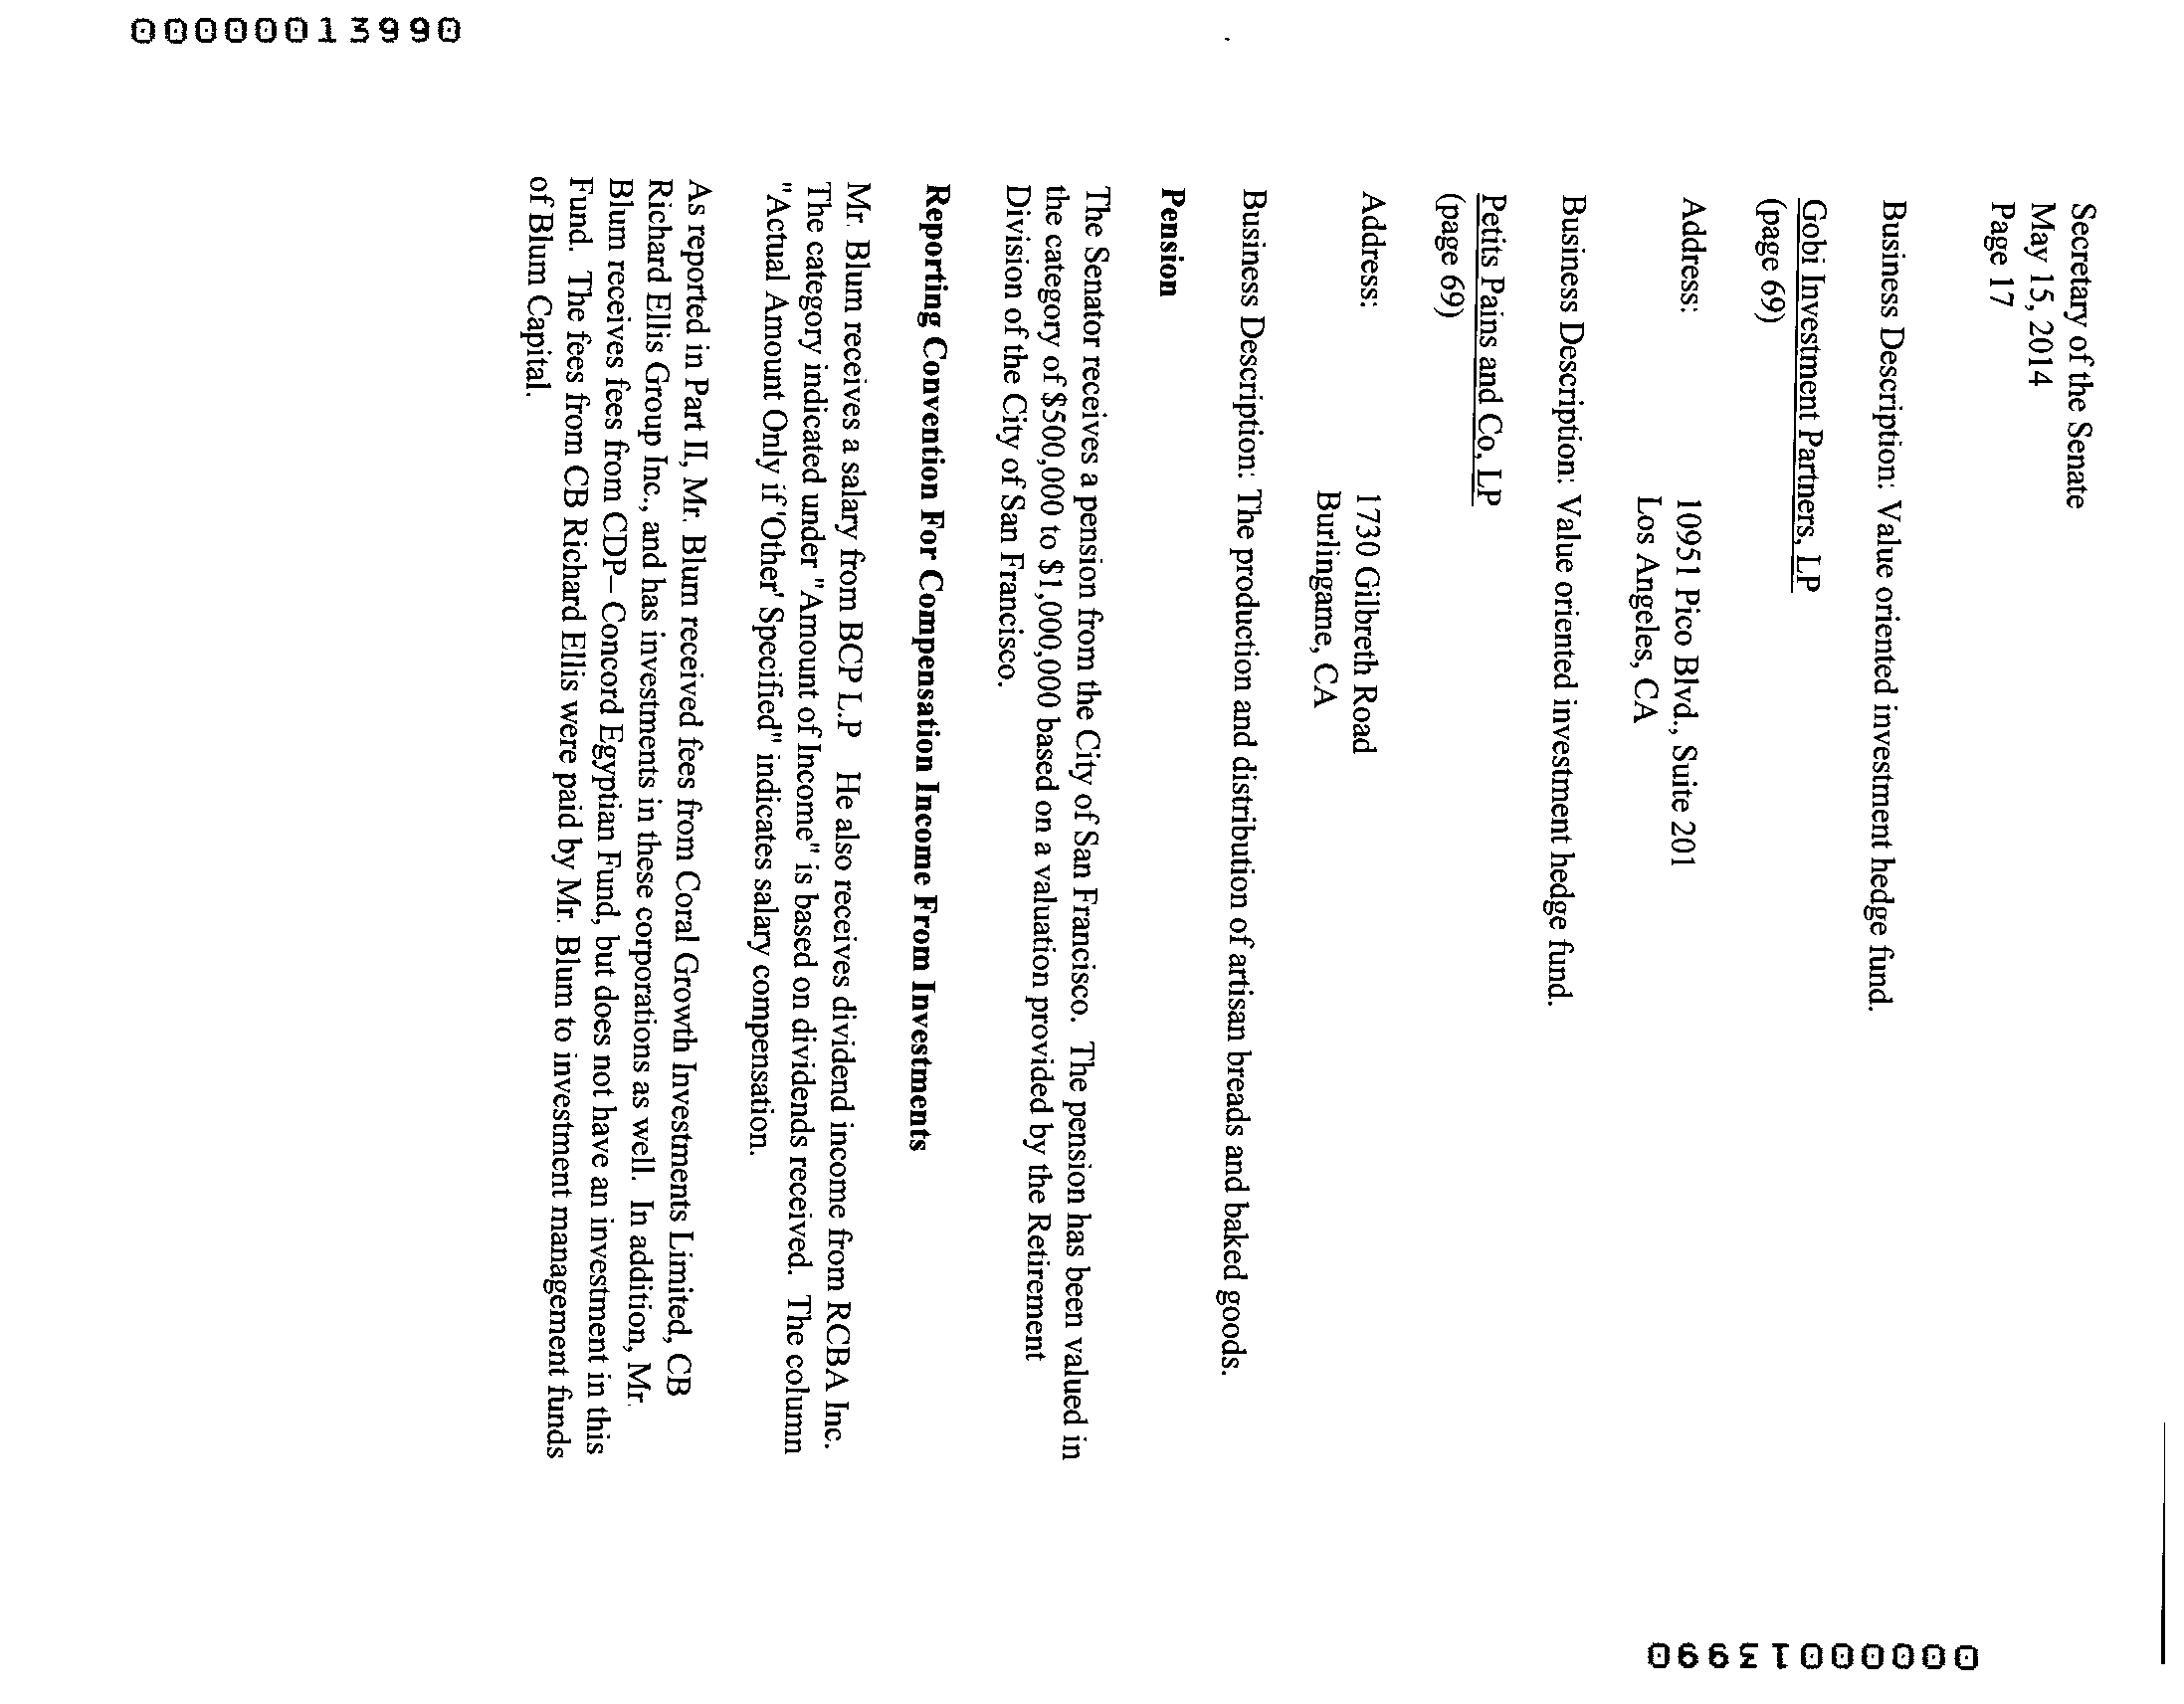 00000013990
Secretary of the Senate
May 15, 2014
Page 17
Business Description: Value oriented investment hedge fund.
Gobi Investment Partners, LP
(page 69)
Address: 10951 Pico Blvd., Suite 201
Los Angeles, CA
Business Description: Value oriented investment hedge fund.
Petits Pains and Co, LP
(page 69)
Address: 1730 Gilbreth Road
Burlingame, CA
Business Description: The production and distribution of artisan breads and baked goods.
Pension
The Senator receives a pension from the City of San Francisco. The pension has been valued in
the category of $500,000 to $1,000,000 based on a valuation provided by the Retirement
Division of the City of San Francisco.
Reporting Convention For Compensation Income From Investments
Mr. Blum receives a salary from BCP L.P He also receives dividend income from RCBA Inc.
The category indicated under "Amount of Income" is based on dividends received. The column
"Actual Amount Only if 'Other' Specified" indicates salary compensation.
As reported in Part II, Mr. Blum received fees from Coral Growth Investments Limited, CB
Richard Ellis Group Inc., and has investments in these corporations as well. In addition, Mr.
Blum receives fees from CDP– Concord Egyptian Fund, but does not have an investment in this
Fund. The fees from CB Richard Ellis were paid by Mr. Blum to investment management funds
of Blum Capital.
00000013990